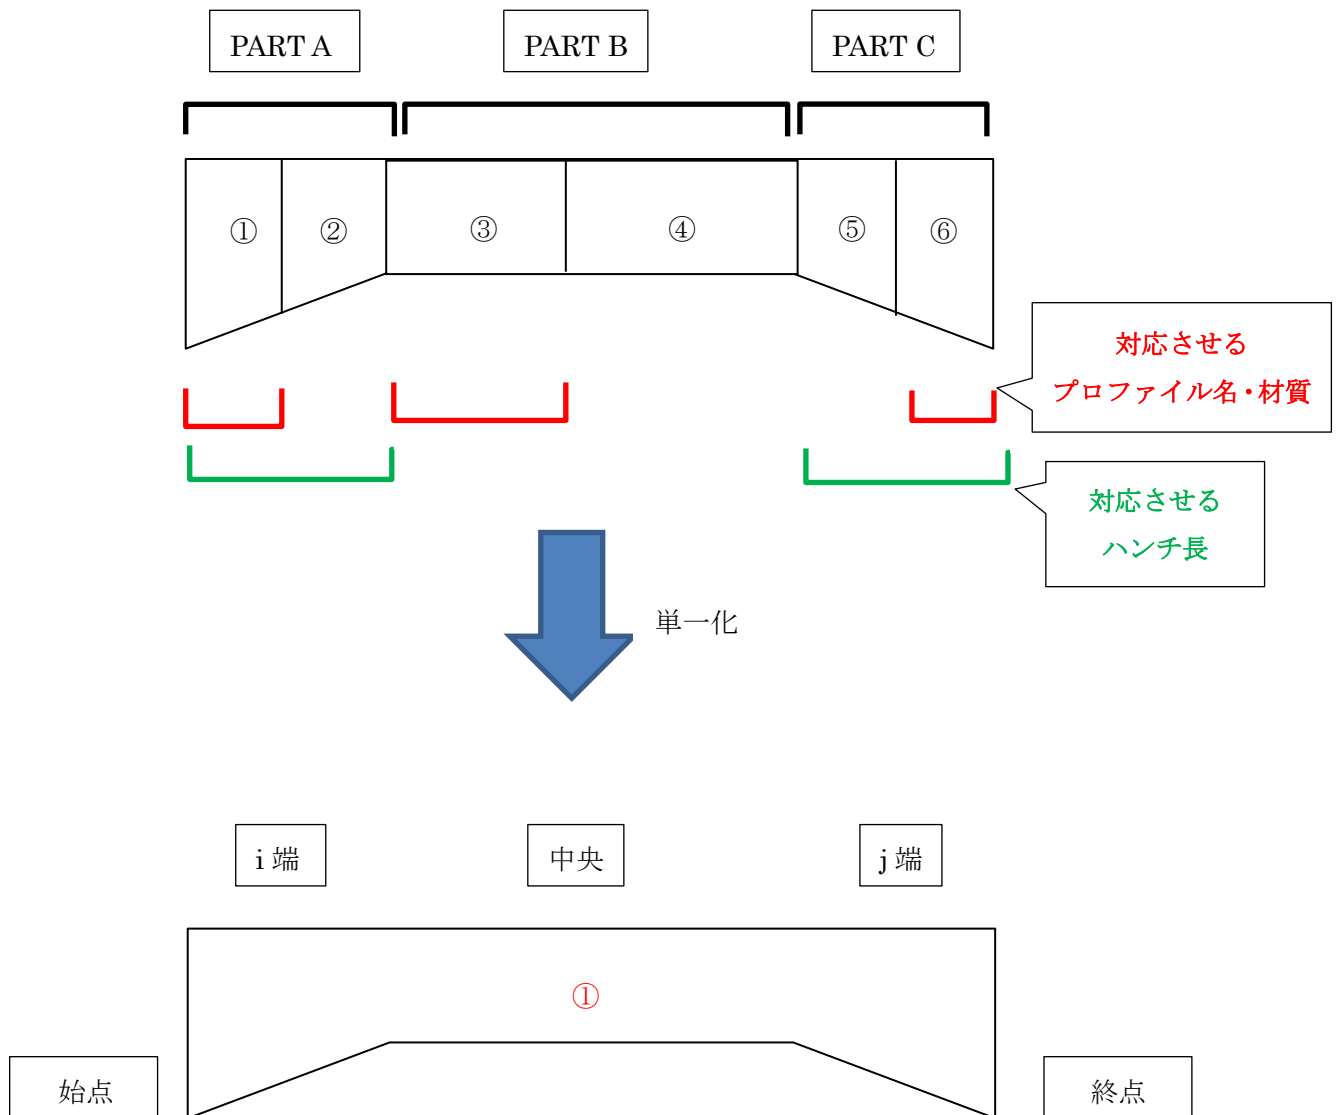 PART A
PART B
PART C
①
②
③
④
⑤
⑥
対応させる
プロファイル名・材質
対応させる
ハンチ長
単一化
i 端
中央
j 端
①
始点
終点